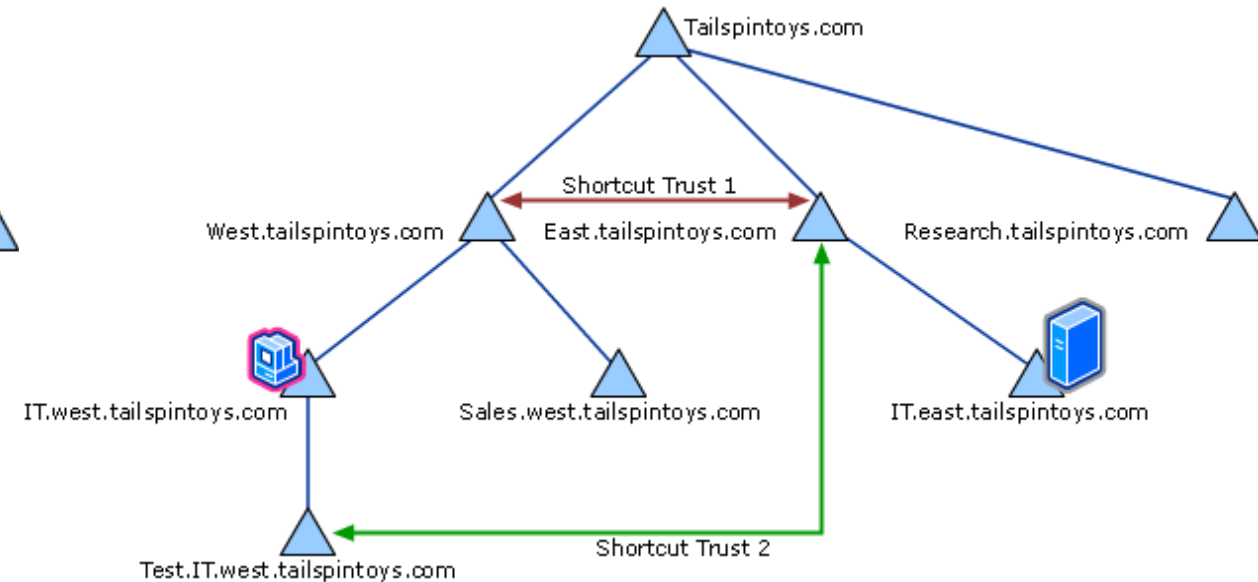 Tailspintoys.com
Shortcut Trust 1
West.tailspintoys.com
East.tailspintoys.com
Research.tailspintoys.com
IT.west.tailspintoys.com
Sales.west.tailspintoys.com
IT.east.tailspintoys.com
Shortcut Trust 2
Test.IT.west.tailspintoys.com